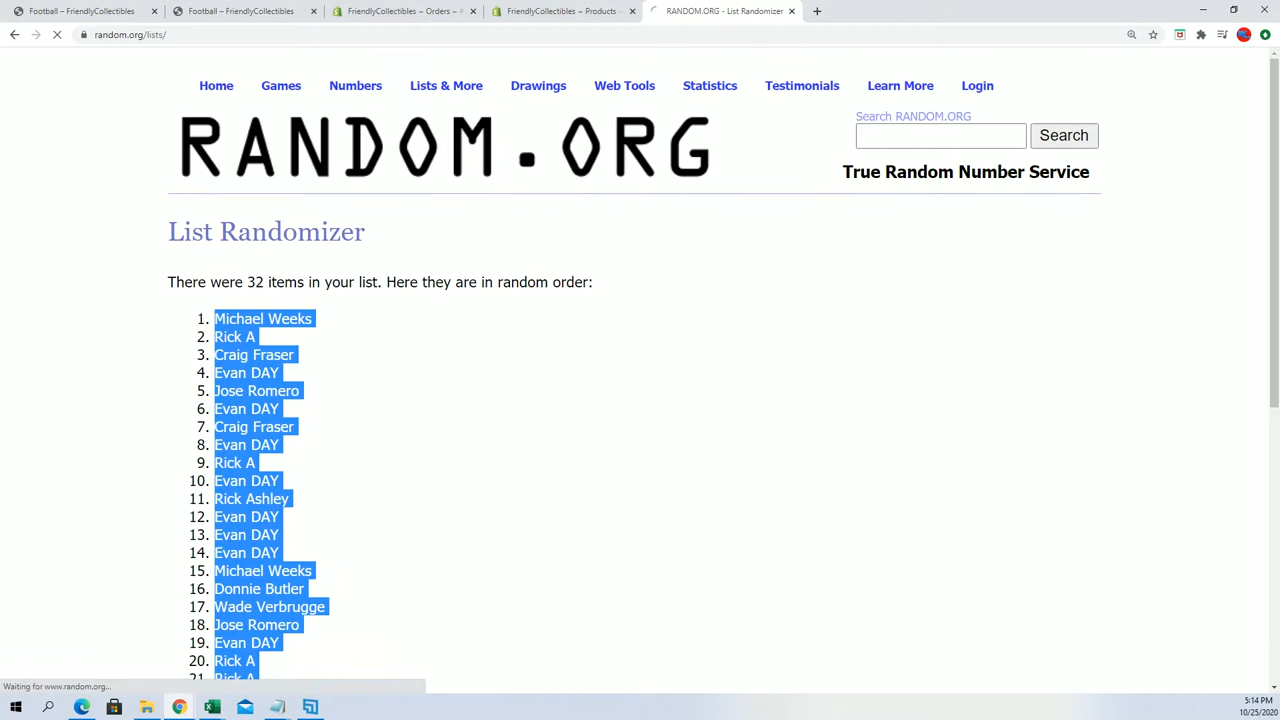 Football – FriendlyCollectibles
Football – FriendlyCollectibles
FriendlyCollectibles ~ Orders ~
FriendlyCollectibles ~ Products ~
RANDOM.ORG - List Randomizer
random.org/lists/
Home Games Numbers Lists & More Drawings Web Tools Statistics Testimonials Learn More Login
Search RANDOM.ORG
RANDOM.ORG
Search
True Random Number Service
List Randomizer
There were 32 items in your list. Here they are in random order:
1. Michael Weeks
2. Rick A
3. Craig Fraser
4. Evan DAY
5. Jose Romero
6. Evan DAY
7. Craig Fraser
8. Evan DAY
9. Rick A
10. Evan DAY
11. Rick Ashley
12. Evan DAY
13. Evan DAY
14. Evan DAY
15. Michael Weeks
16. Donnie Butler
17. Wade Verbrugge
18. Jose Romero
19. Evan DAY
20. Rick A
21. Rick A
Waiting for www.random.org...
5:14 PM
10/25/2020